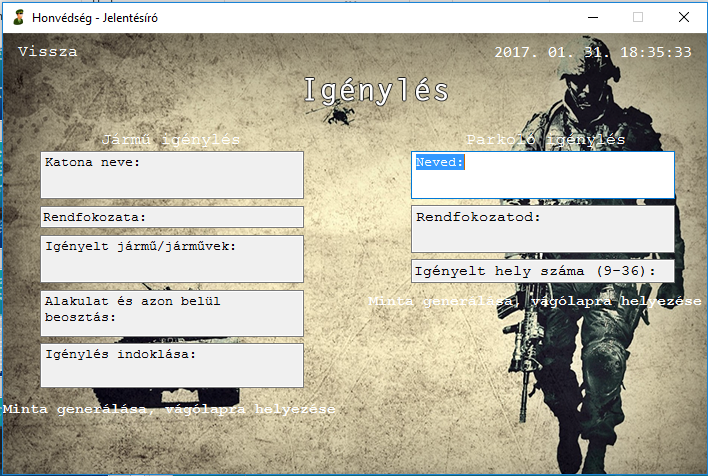 Honvédség - Jelentésíró
Vissza
2017. 01. 31. 18:35:33
Igénylés
Jármű igénylés
Katona neve:
Rendfokozata:
Igényelt jármű/járművek:
Alakulat és azon belül
beosztás:
Igénylés indoklása:
Minta generálása, vágólapra helyezése
Parkoló igénylés
Neved:
Rendfokozatod:
Igényelt hely száma (9-36):
Minta generálása, vágólapra helyezése